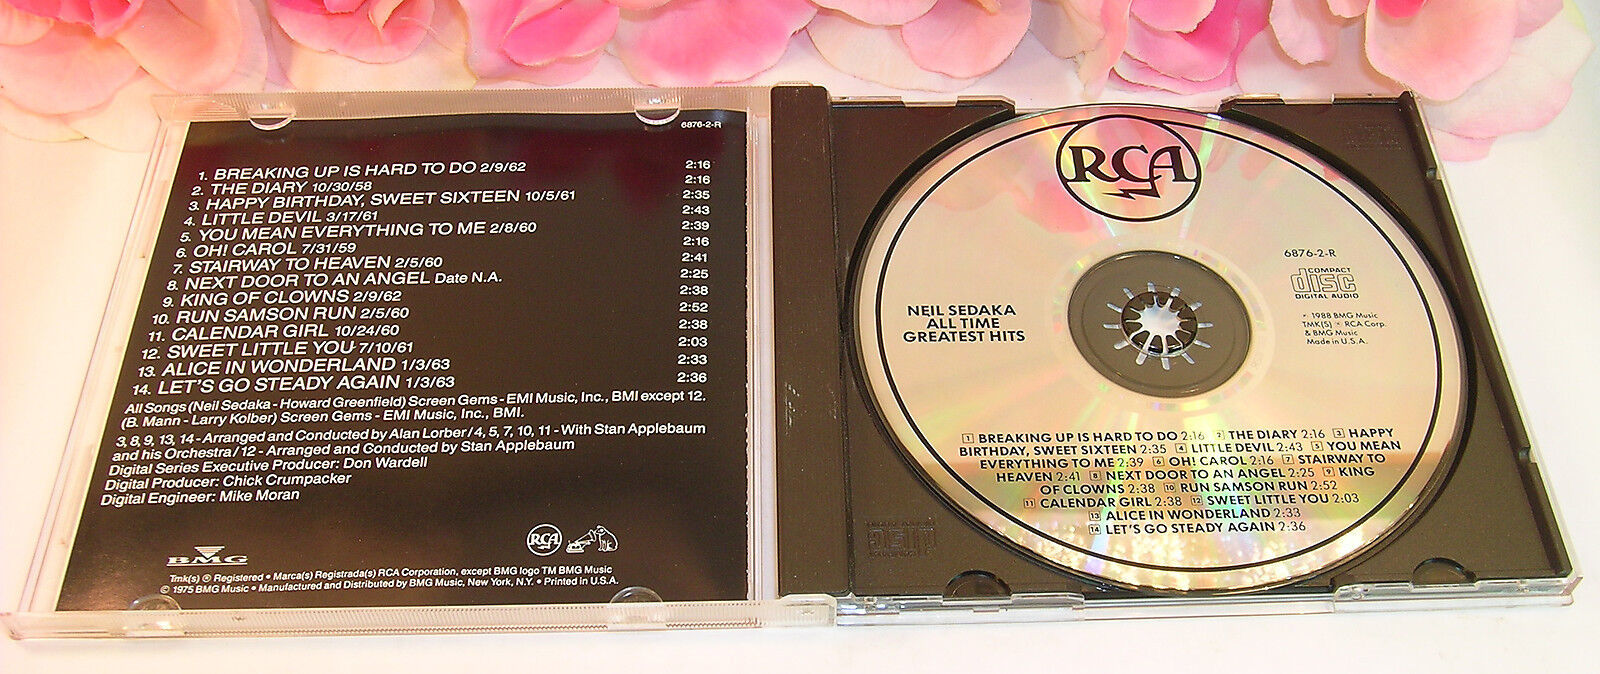 6876-2-R
1. BREAKING UP IS HARD TO DO 2/9/62 2:16
2. THE DIARY 10/30/58 2:16
3. HAPPY BIRTHDAY, SWEET SIXTEEN 10/5/61 2:35
4. LITTLE DEVIL 3/17/61 2:43
5. YOU MEAN EVERYTHING TO ME 2/8/60 2:39
6. OH! CAROL 7/31/59 2:16
7. STAIRWAY TO HEAVEN 2/5/60 2:41
8. NEXT DOOR TO AN ANGEL Date N.A. 2:25
9. KING OF CLOWNS 2/9/62 2:38
10. RUN SAMSON RUN 2/5/60 2:52
11. CALENDAR GIRL 10/24/60 2:38
12. SWEET LITTLE YOU 7/10/61 2:03
13. ALICE IN WONDERLAND 1/3/63 2:33
14. LET'S GO STEADY AGAIN 1/3/63 2:36
All Songs (Neil Sedaka - Howard Greenfield) Screen Gems - EMI Music, Inc., BMI except 12.
(B. Mann - Larry Kolber) Screen Gems - EMI Music, Inc., BMI.
3, 8, 9, 13, 14 - Arranged and Conducted by Alan Lorber / 4, 5, 7, 10, 11 - With Stan Applebaum
and his Orchestra / 12 - Arranged and Conducted by Stan Applebaum
Digital Series Executive Producer: Don Wardell
Digital Producer: Chick Crumpacker
Digital Engineer: Mike Moran
BMG
RCA
Tmk(s) ® Registered • Marca(s) Registrada(s) RCA Corporation, except BMG logo TM BMG Music
© 1975 BMG Music • Manufactured and Distributed by BMG Music, New York, N.Y. • Printed in U.S.A.
RCA
6876-2-R
COMPACT
disc
DIGITAL AUDIO
NEIL SEDAKA
ALL TIME
GREATEST HITS
1988 BMG Music
TMK(S) ® RCA Corp.
& BMG Music
Made in U.S.A.
1 BREAKING UP IS HARD TO DO 2:16 2 THE DIARY 2:16 3 HAPPY
BIRTHDAY, SWEET SIXTEEN 2:35 4 LITTLE DEVIL 2:43 5 YOU MEAN
EVERYTHING TO ME 2:39 6 OH! CAROL 2:16 7 STAIRWAY TO
HEAVEN 2:41 8 NEXT DOOR TO AN ANGEL 2:25 9 KING
OF CLOWNS 2:38 10 RUN SAMSON RUN 2:52
11 CALENDAR GIRL 2:38 12 SWEET LITTLE YOU 2:03
13 ALICE IN WONDERLAND 2:33
14 LET'S GO STEADY AGAIN 2:36